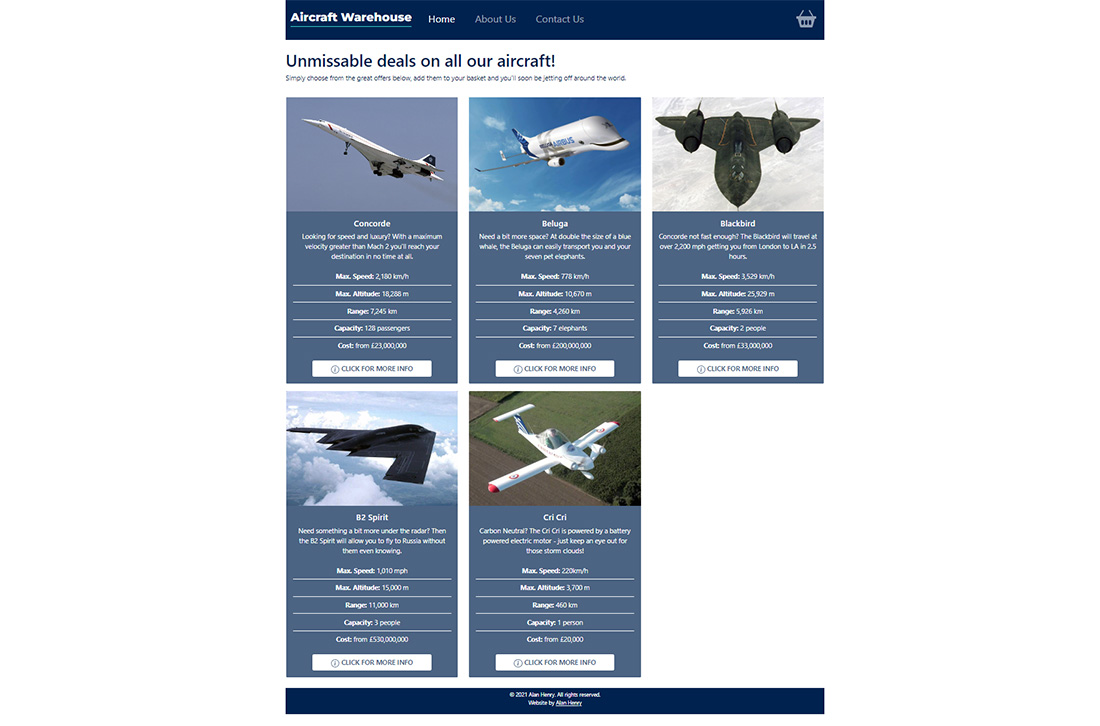 Aircraft Warehouse Home About Us Contact Us
Unmissable deals on all our aircraft!
Simply choose from the great offers below, add them to your basket and you'll soon be jetting off around the world.
AIRBUS
Concorde
Looking for speed and luxury? With a maximum
velocity greater than Mach 2 you'll reach your
destination in no time at all.
Max. Speed: 2,180 km/h
Max. Altitude: 18,288 m
Range: 7,245 km
Capacity: 128 passengers
Cost: from £23,000,000
CLICK FOR MORE INFO
Beluga
Need a bit more space? At double the size of a blue
whale, the Beluga can easily transport you and your
seven pet elephants.
Max. Speed: 778 km/h
Max. Altitude: 10,670 m
Range: 4,260 km
Capacity: 7 elephants
Cost: from £200,000,000
CLICK FOR MORE INFO
Blackbird
Concorde not fast enough? The Blackbird will travel at
over 2,200 mph getting you from London to LA in 2.5
hours.
Max. Speed: 3,529 km/h
Max. Altitude: 25,929 m
Range: 5,926 km
Capacity: 2 people
Cost: from £33,000,000
CLICK FOR MORE INFO
B2 Spirit
Need something a bit more under the radar? Then
the B2 Spirit will allow you to fly to Russia without
them even knowing.
Max. Speed: 1,010 mph
Max. Altitude: 15,000 m
Range: 11,000 km
Capacity: 3 people
Cost: from £530,000,000
CLICK FOR MORE INFO
Cri Cri
Carbon Neutral? The Cri Cri is powered by a battery
powered electric motor - just keep an eye out for
those storm clouds!
Max. Speed: 220km/h
Max. Altitude: 3,700 m
Range: 460 km
Capacity: 1 person
Cost: from £20,000
CLICK FOR MORE INFO
© 2021 Alan Henry. All rights reserved.
Website by Alan Henry